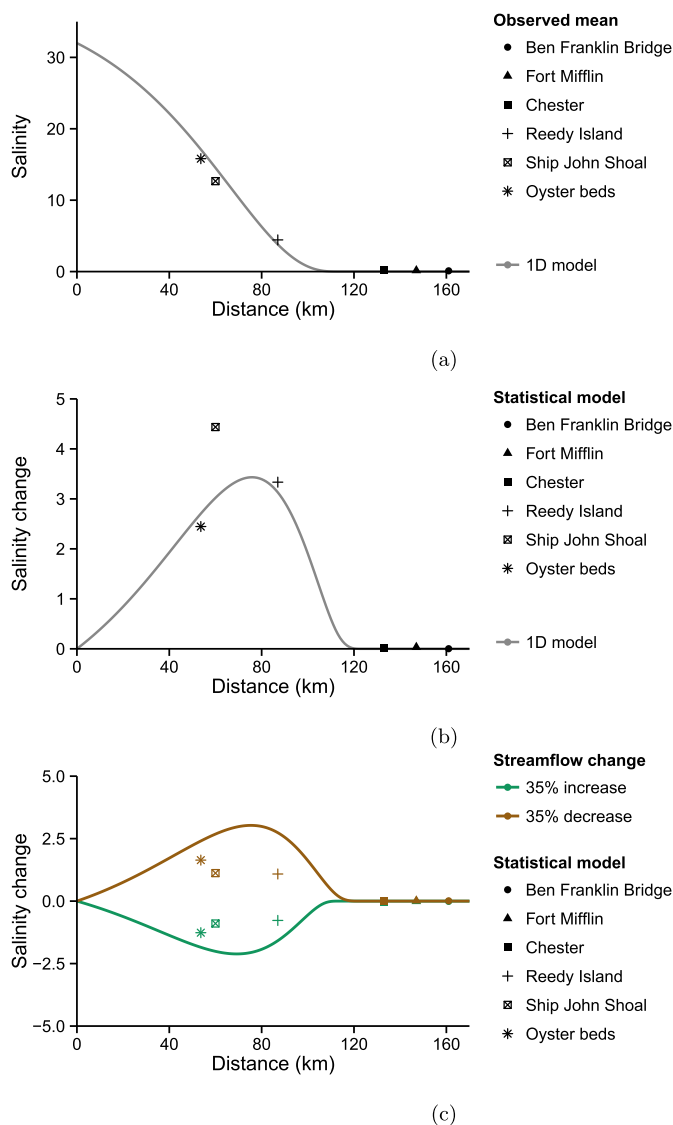 Observed mean
Ben Franklin Bridge
Fort Mifflin
Chester
Reedy Island
Ship John Shoal
Oyster beds
1D model
Salinity
30
20
10
0
0 40 80 120 160
Distance (km)
(a)
Statistical model
Ben Franklin Bridge
Fort Mifflin
Chester
Reedy Island
Ship John Shoal
Oyster beds
1D model
Salinity change
5
4
3
2
1
0
0 40 80 120 160
Distance (km)
(b)
Streamflow change
35% increase
35% decrease
Statistical model
Ben Franklin Bridge
Fort Mifflin
Chester
Reedy Island
Ship John Shoal
Oyster beds
Salinity change
5.0
2.5
0.0
−2.5
−5.0
0 40 80 120 160
Distance (km)
(c)